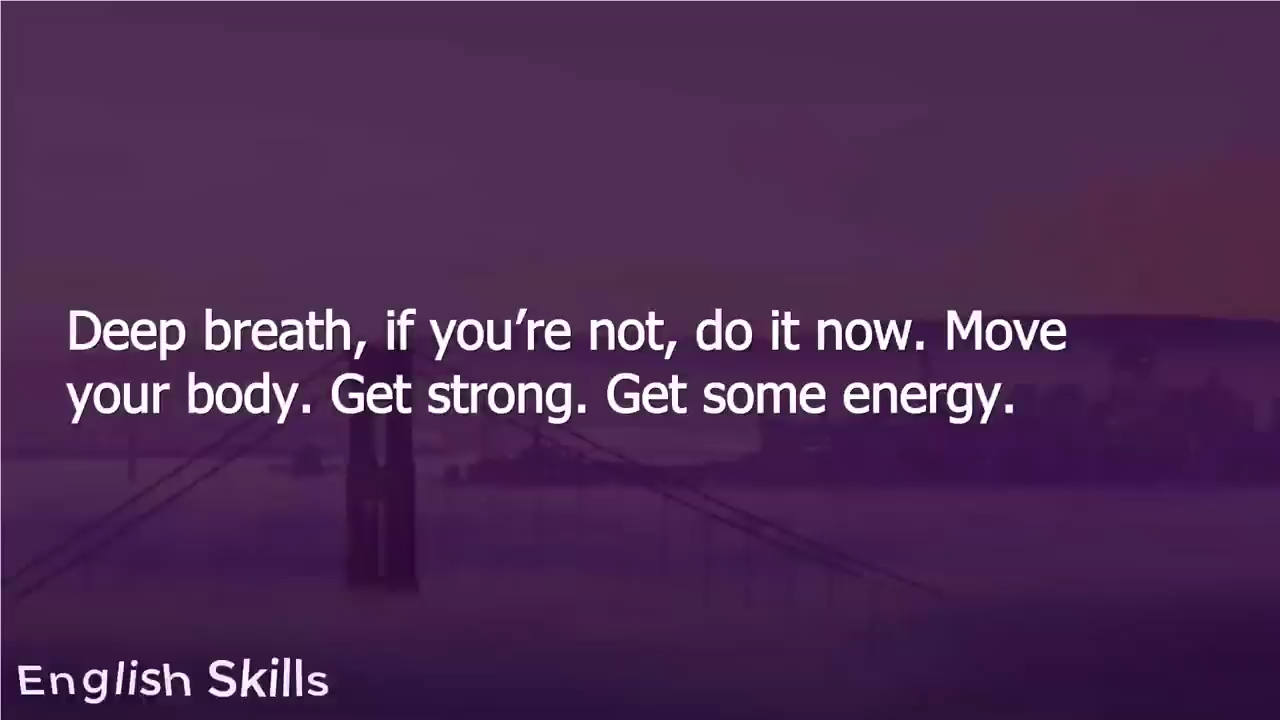 Deep breath, if you’re not, do it now. Move
your body. Get strong. Get some energy.
English Skills